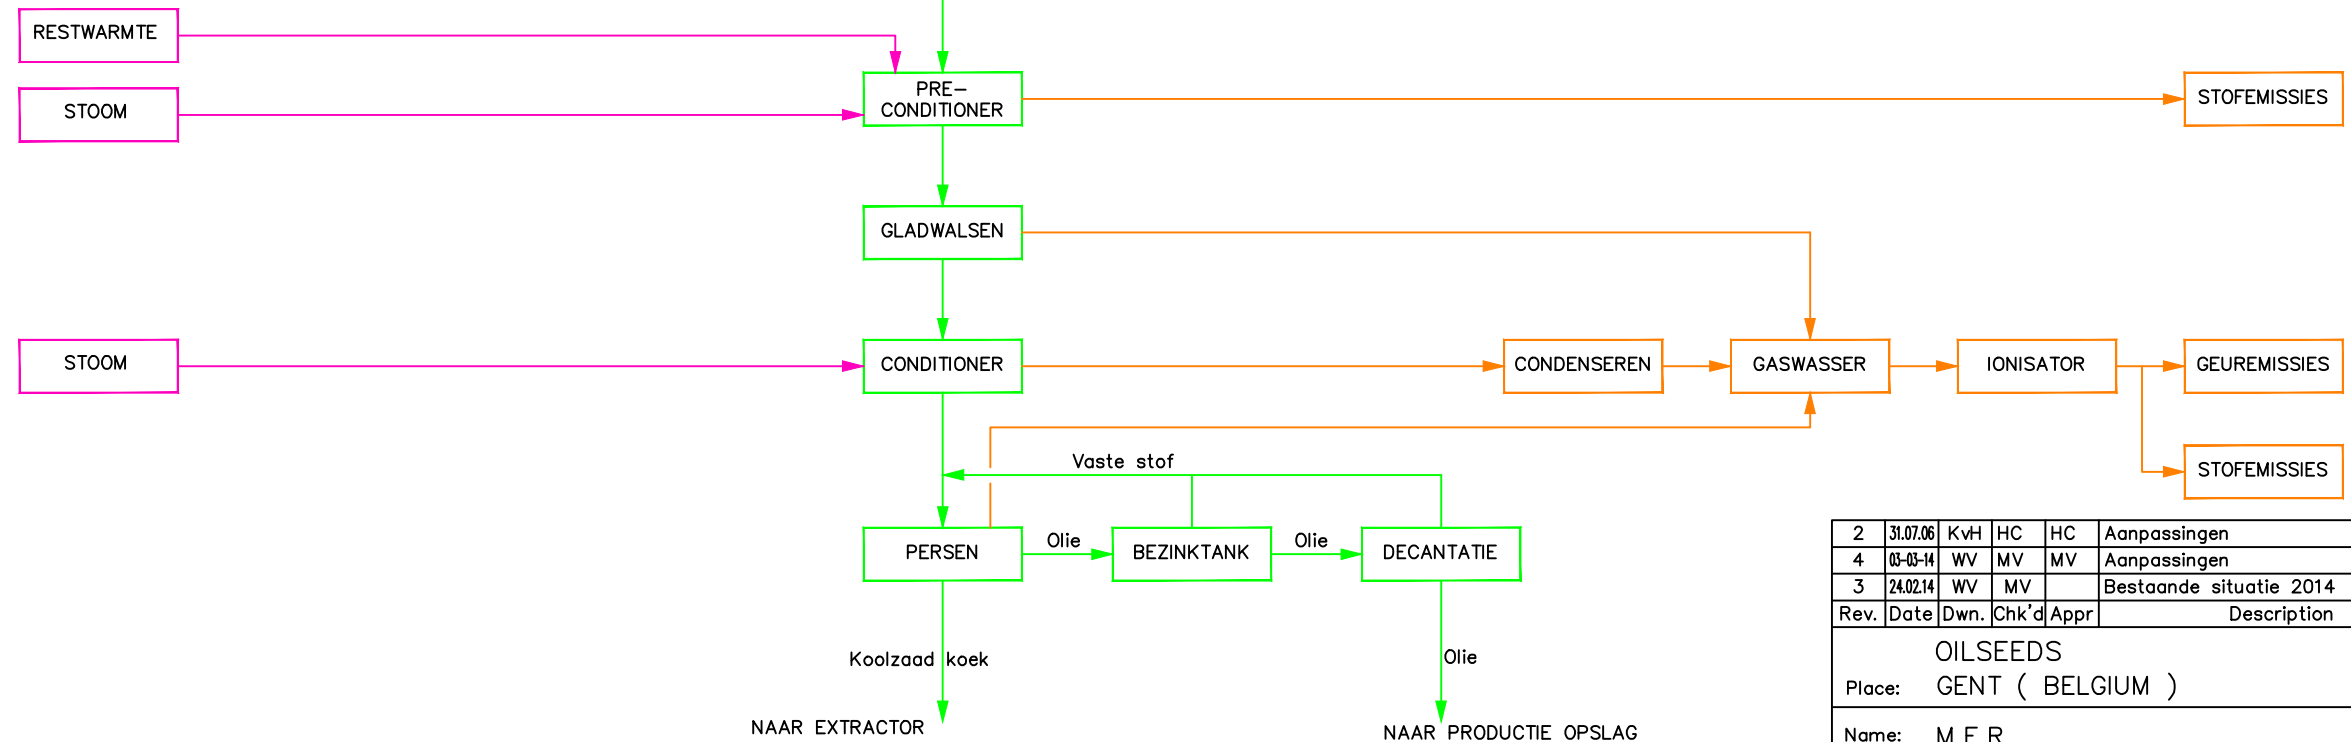 RESTWARMTE
PRE-
CONDITIONER
STOOM
STOFEMISSIES
GLADWALSEN
STOOM
CONDITIONER
CONDENSEREN
GASWASSER
IONISATOR
GEUREMISSIES
Vaste stof
STOFEMISSIES
PERSEN
Olie
BEZINKTANK
Olie
DECANTATIE
2 31.07.06 KvH HC HC Aanpassingen
4 03-03-14 WV MV MV Aanpassingen
3 24.02.14 WV MV Bestaande situatie 2014
Rev. Date Dwn. Chk'd Appr Description
Koolzaad koek
Olie
OILSEEDS
Place: GENT ( BELGIUM )
NAAR EXTRACTOR
NAAR PRODUCTIE OPSLAG
Name: M E R